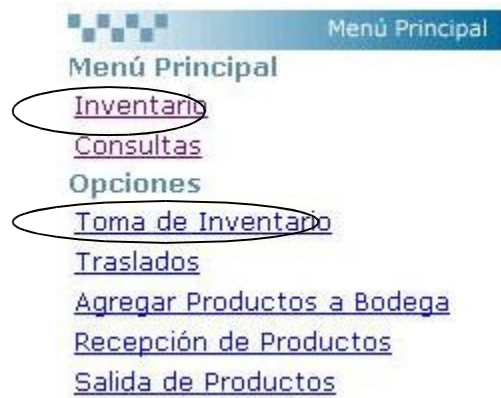 Menú Principal
Menú Principal
Inventario
Consultas
Opciones
Toma de Inventario
Traslados
Agregar Productos a Bodega
Recepción de Productos
Salida de Productos